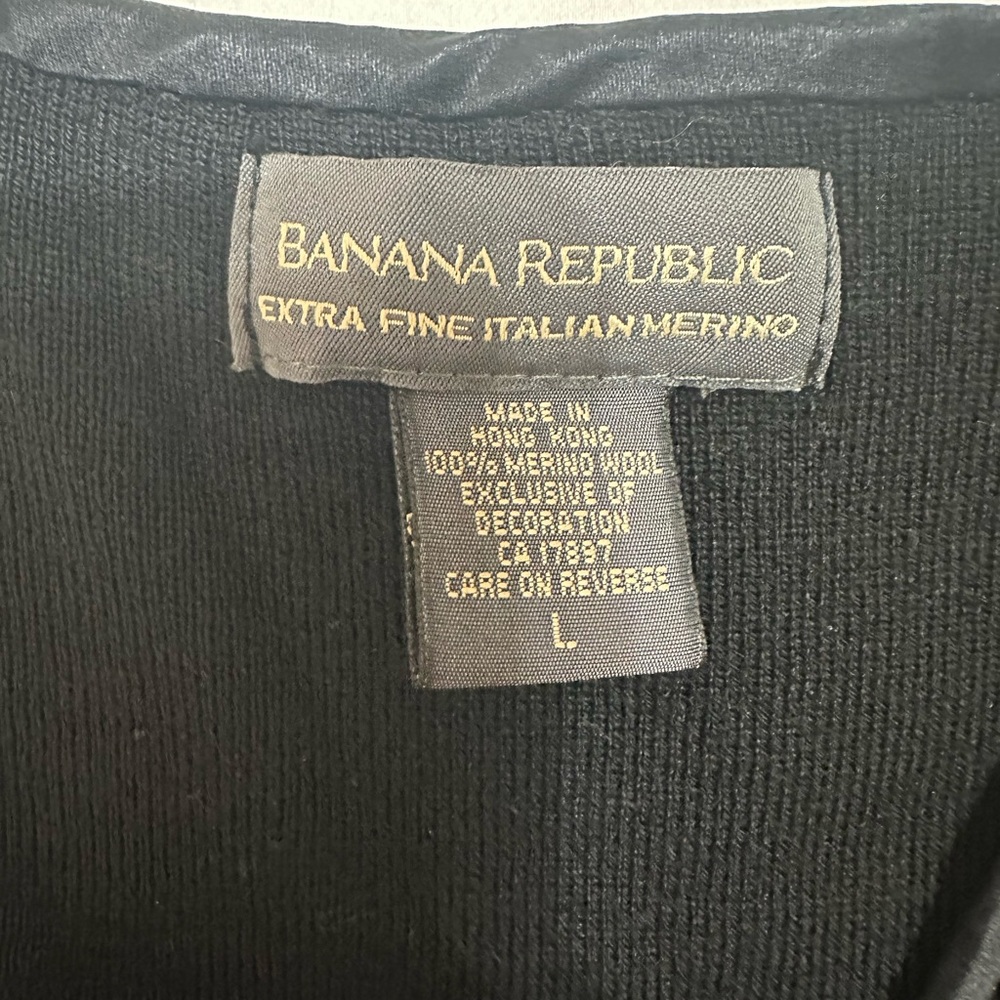 BANANA REPUBLIC
EXTRA FINE ITALIAN MERINO
MADE IN
HONG KONG
100% MERINO WOOL
EXCLUSIVE OF
DECORATION
CA 17897
CARE ON REVERSE
L